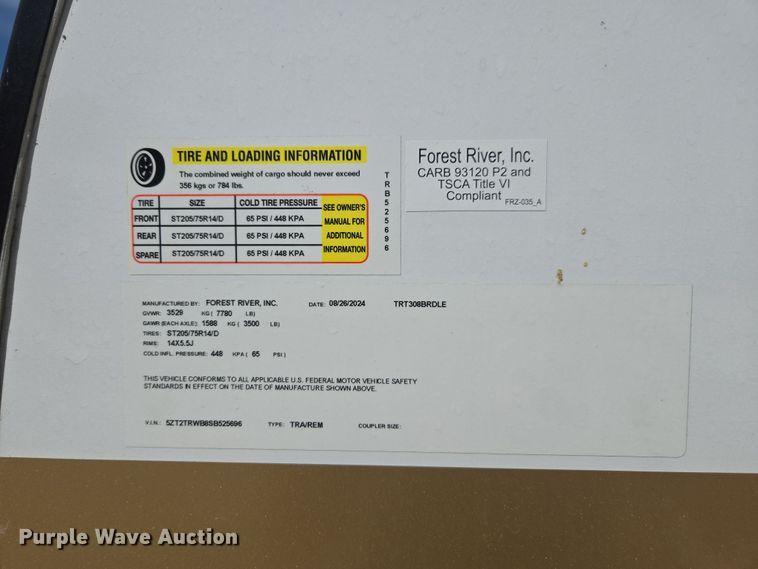 TIRE AND LOADING INFORMATION
The combined weight of cargo should never exceed
356 kgs or 784 lbs.
TIRE SIZE COLD TIRE PRESSURE SEE OWNER'S MANUAL FOR ADDITIONAL INFORMATION
FRONT ST205/75R14/D 65 PSI / 448 KPA
REAR ST205/75R14/D 65 PSI / 448 KPA
SPARE ST205/75R14/D 65 PSI / 448 KPA
TRB525696
Forest River, Inc.
CARB 93120 P2 and
TSCA Title VI
Compliant
FRZ-035_A
MANUFACTURED BY: FOREST RIVER, INC. DATE: 08/26/2024 TRT308BRDLE
GVWR: 3529 KG ( 7780 LB)
GAWR (EACH AXLE): 1588 KG ( 3500 LB)
TIRES: ST205/75R14/D
RIMS: 14X5.5J
COLD INFL. PRESSURE: 448 KPA ( 65 PSI )
THIS VEHICLE CONFORMS TO ALL APPLICABLE U.S. FEDERAL MOTOR VEHICLE SAFETY
STANDARDS IN EFFECT ON THE DATE OF MANUFACTURE SHOWN ABOVE.
V.I.N.: 5ZT2TRWB8SB525696 TYPE: TRA/REM COUPLER SIZE:
Purple Wave Auction